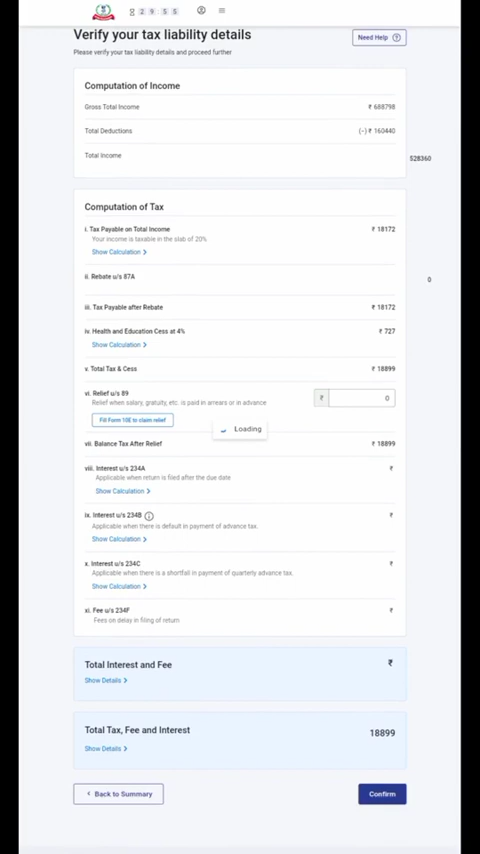 2 9 5 5
Verify your tax liability details
Need Help
Please verify your tax liability details and proceed further
Computation of Income
Gross Total Income ₹ 688798
Total Deductions (-) ₹ 160440
Total Income 528360
Computation of Tax
i. Tax Payable on Total Income ₹ 18172
Your income is taxable in the slab of 20%
Show Calculation >
ii. Rebate u/s 87A 0
iii. Tax Payable after Rebate ₹ 18172
iv. Health and Education Cess at 4% ₹ 727
Show Calculation >
v. Total Tax & Cess ₹ 18899
vi. Relief u/s 89 ₹ 0
Relief when salary, gratuity, etc. is paid in arrears or in advance
Fill Form 10E to claim relief
Loading
vii. Balance Tax After Relief ₹ 18899
viii. Interest u/s 234A ₹
Applicable when return is filed after the due date
Show Calculation >
ix. Interest u/s 234B ₹
Applicable when there is default in payment of advance tax.
Show Calculation >
x. Interest u/s 234C ₹
Applicable when there is a shortfall in payment of quarterly advance tax.
Show Calculation >
xi. Fee u/s 234F ₹
Fees on delay in filing of return
Total Interest and Fee ₹
Show Details >
Total Tax, Fee and Interest 18899
Show Details >
< Back to Summary
Confirm